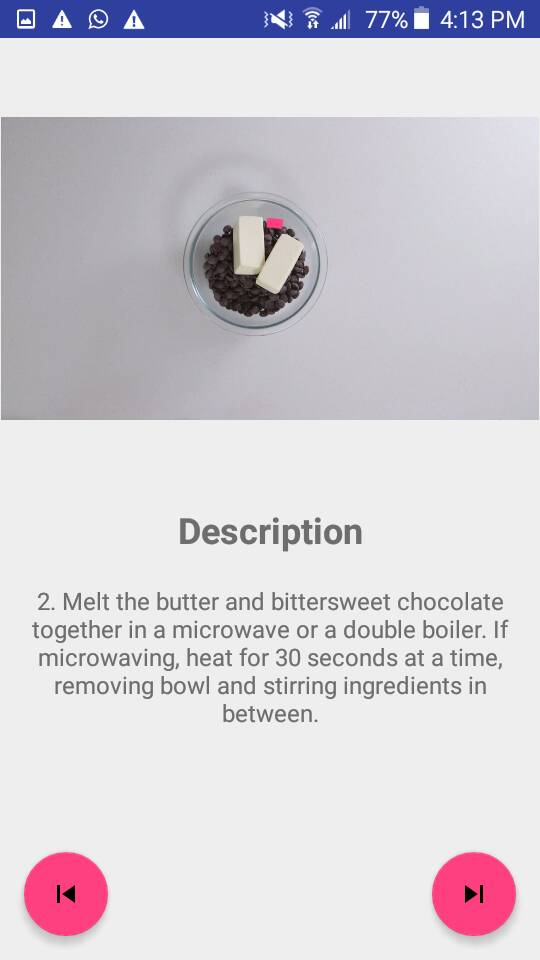 77% 4:13 PM
Description
2. Melt the butter and bittersweet chocolate
together in a microwave or a double boiler. If
microwaving, heat for 30 seconds at a time,
removing bowl and stirring ingredients in
between.